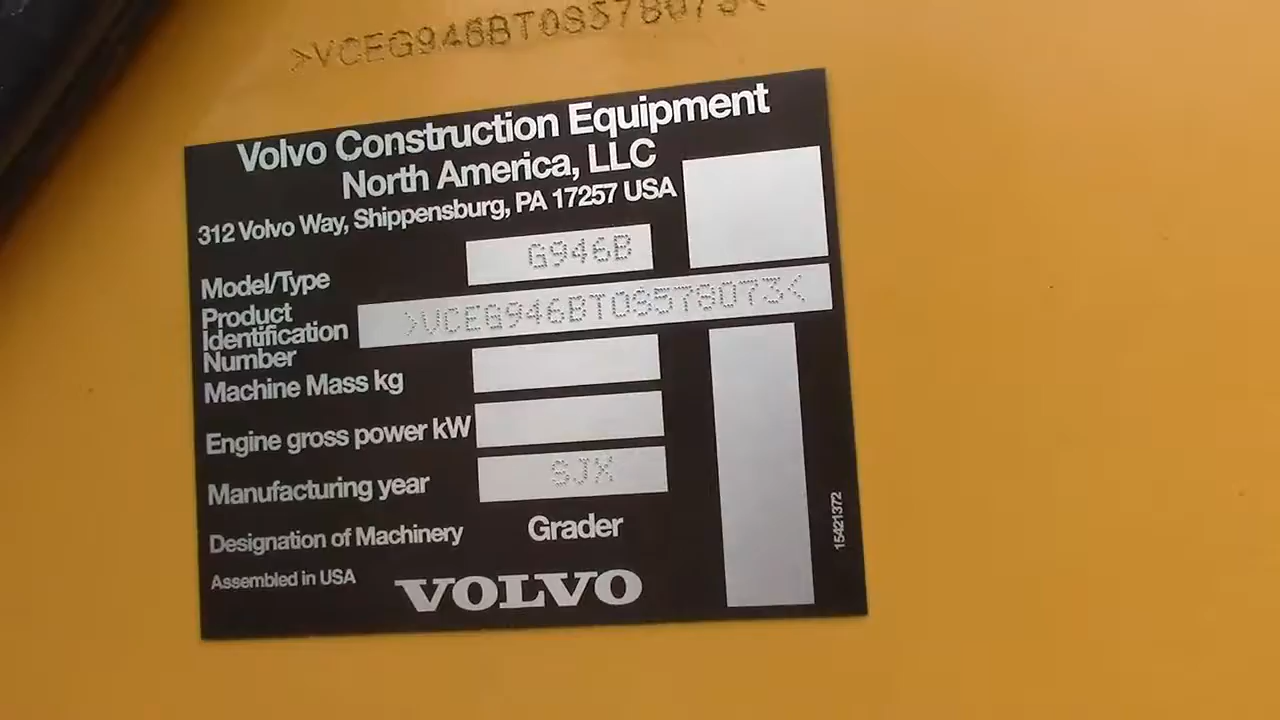 >VCEG946BT0S578073<
Volvo Construction Equipment
North America, LLC
312 Volvo Way, Shippensburg, PA 17257 USA
Model/Type G946B
Product
Identification
Number
>VCEG946BT0S578073<
Machine Mass kg
Engine gross power kW
Manufacturing year SJX
Designation of Machinery Grader
Assembled in USA
VOLVO
15421372